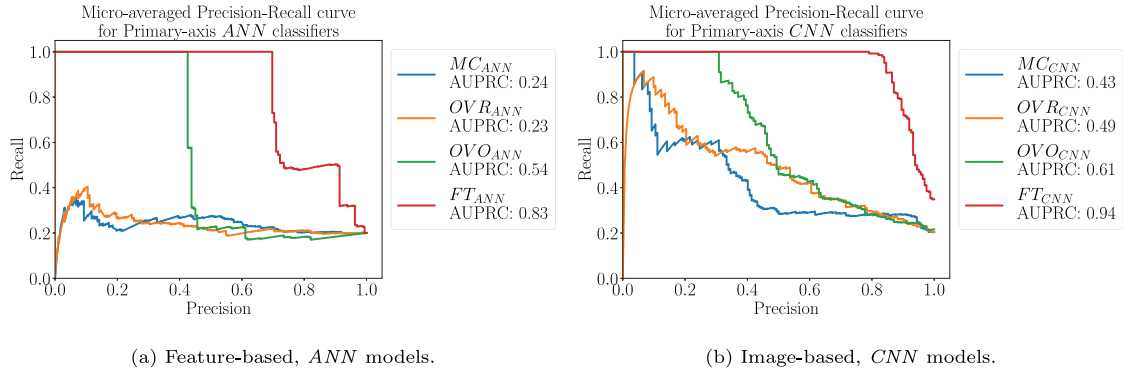 Micro-averaged Precision-Recall curve
for Primary-axis ANN classifiers
1.0
0.8
0.6
0.4
0.2
0.0
Recall
0.0 0.2 0.4 0.6 0.8 1.0
Precision
MC_ANN
AUPRC: 0.24
OVR_ANN
AUPRC: 0.23
OVO_ANN
AUPRC: 0.54
FT_ANN
AUPRC: 0.83
(a) Feature-based, ANN models.
Micro-averaged Precision-Recall curve
for Primary-axis CNN classifiers
1.0
0.8
0.6
0.4
0.2
0.0
Recall
0.0 0.2 0.4 0.6 0.8 1.0
Precision
MC_CNN
AUPRC: 0.43
OVR_CNN
AUPRC: 0.49
OVO_CNN
AUPRC: 0.61
FT_CNN
AUPRC: 0.94
(b) Image-based, CNN models.